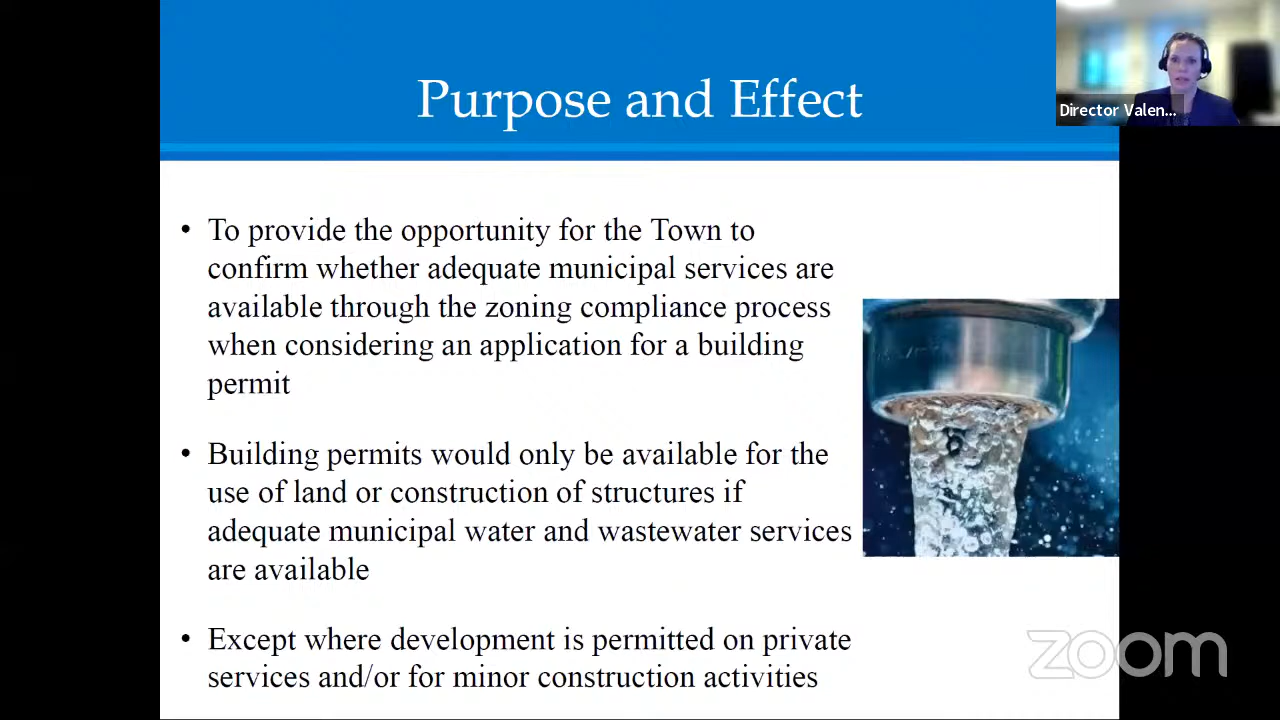 Purpose and Effect
Director Valen...
• To provide the opportunity for the Town to
confirm whether adequate municipal services are
available through the zoning compliance process
when considering an application for a building
permit
• Building permits would only be available for the
use of land or construction of structures if
adequate municipal water and wastewater services
are available
• Except where development is permitted on private
services and/or for minor construction activities
zoom